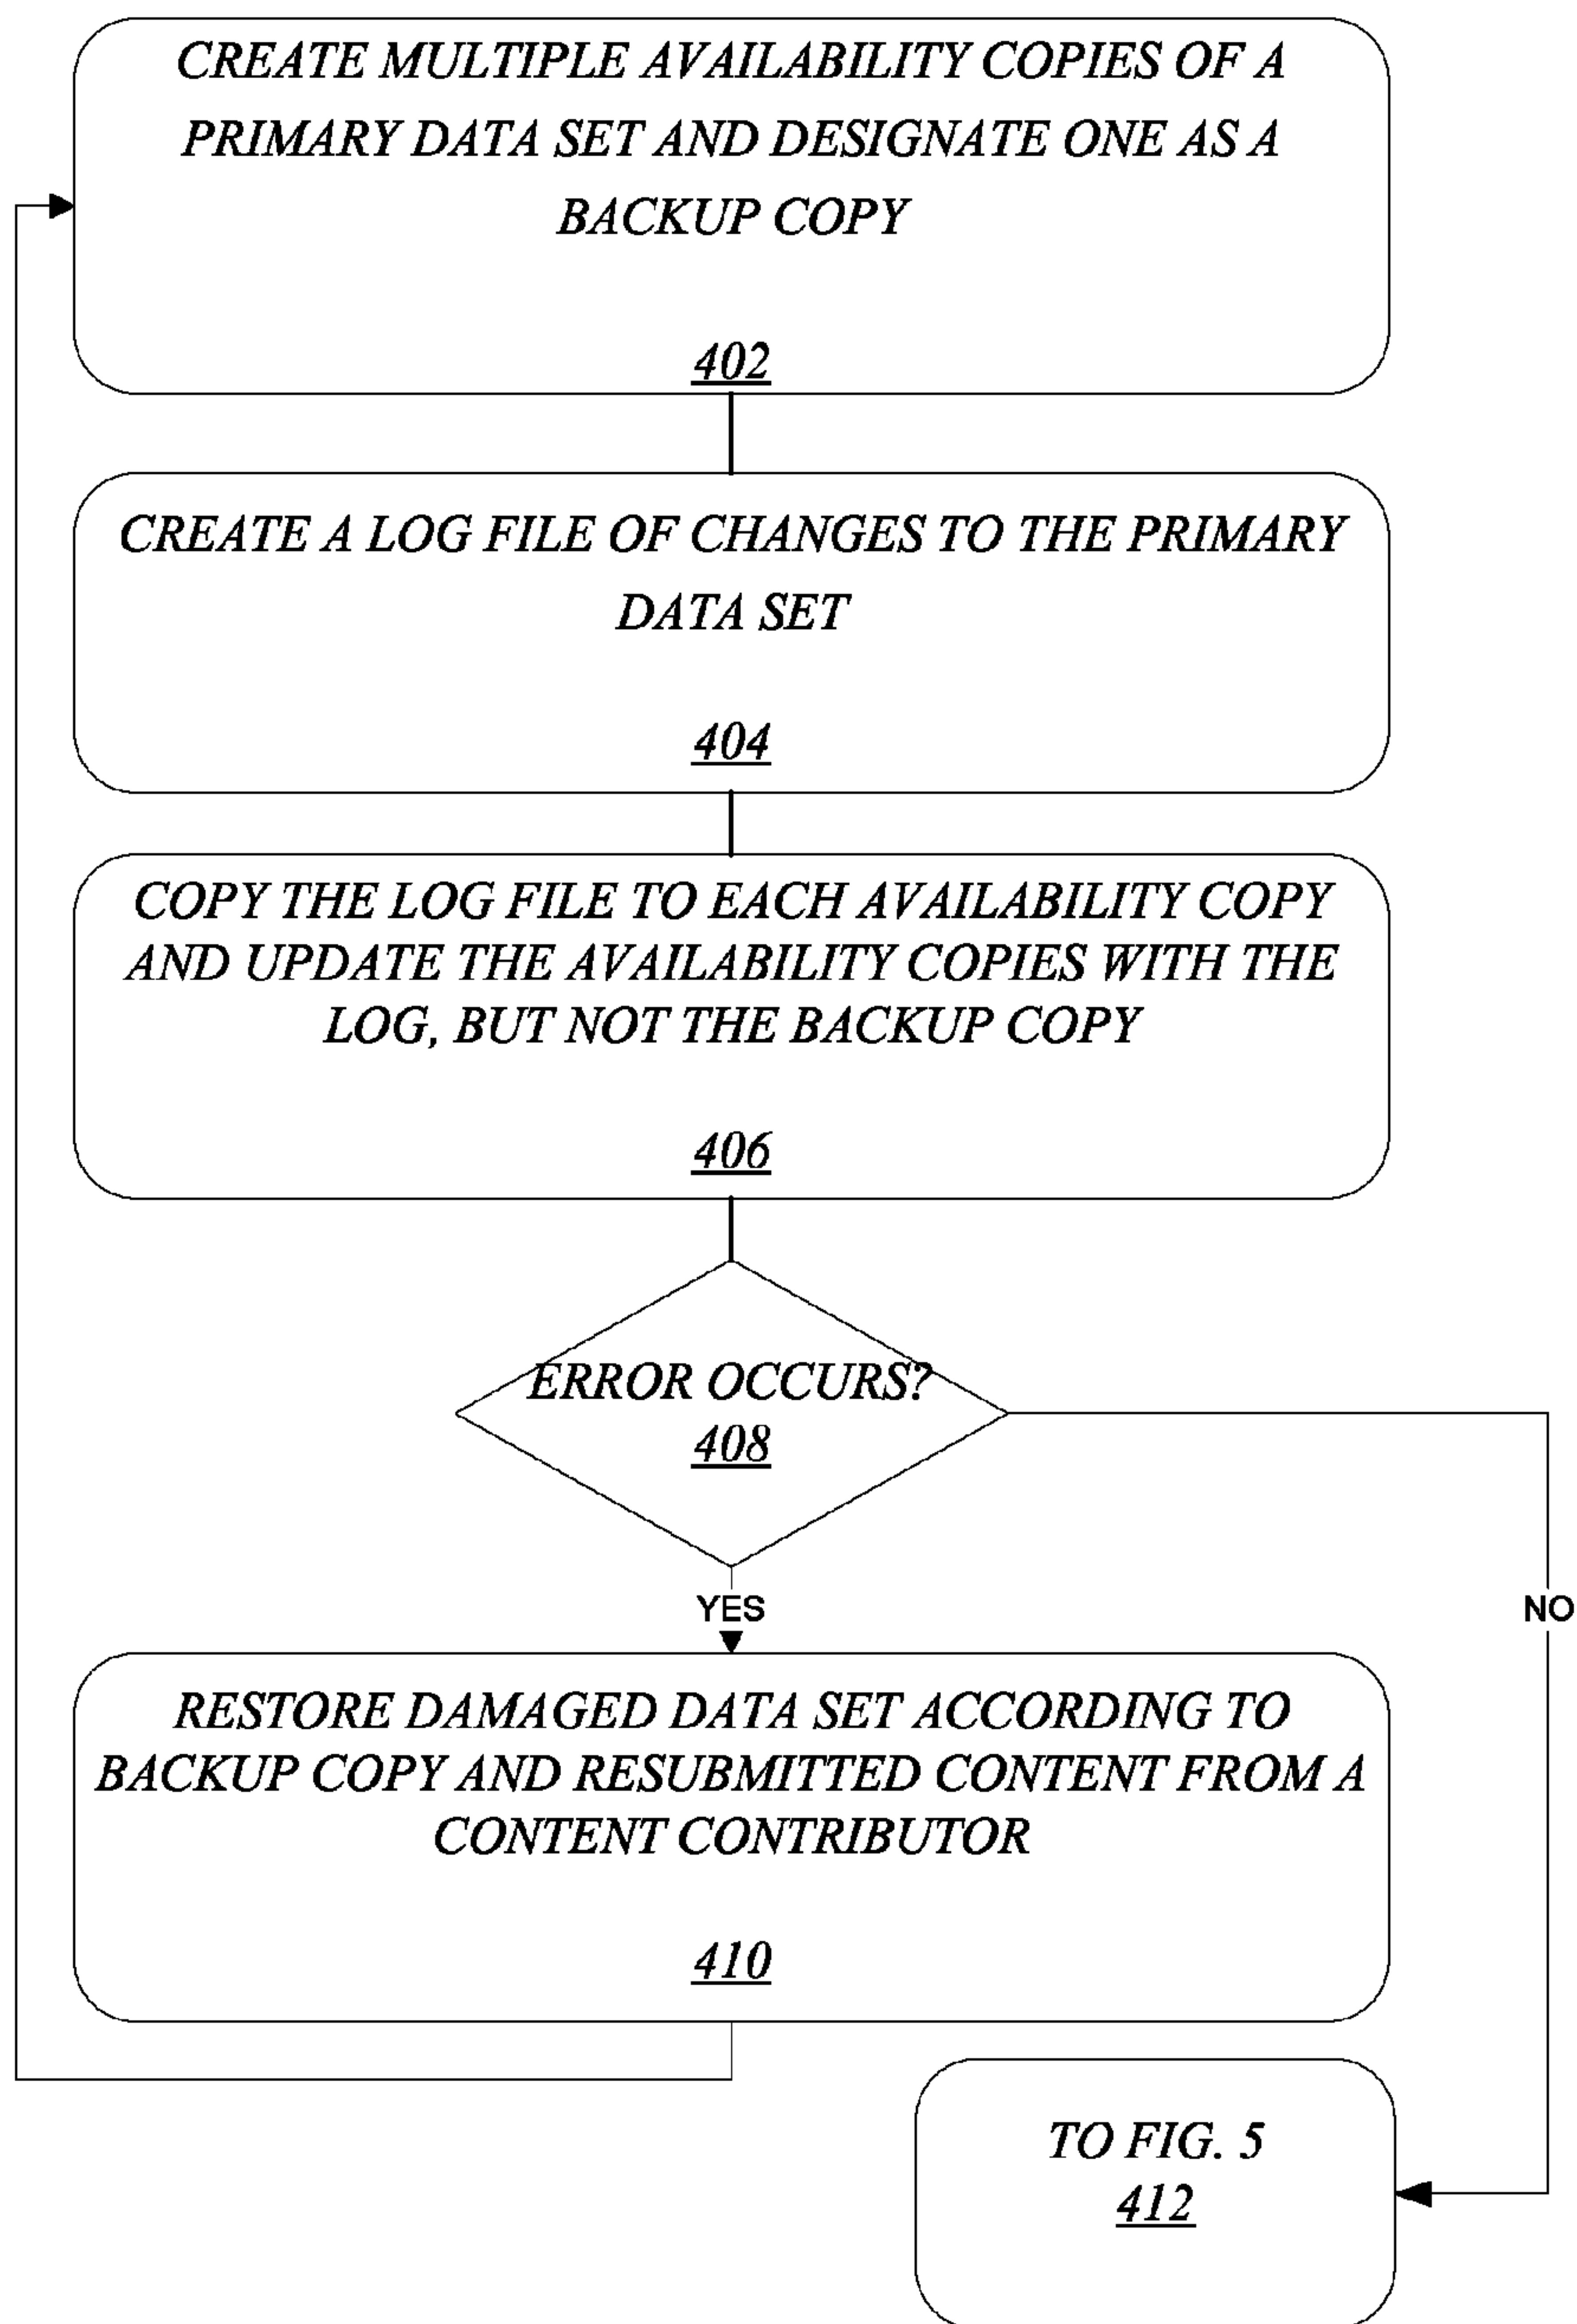 CREATE MULTIPLE AVAILABILITY COPIES OF A
PRIMARY DATA SET AND DESIGNATE ONE AS A
BACKUP COPY
402
CREATE A LOG FILE OF CHANGES TO THE PRIMARY
DATA SET
404
COPY THE LOG FILE TO EACH AVAILABILITY COPY
AND UPDATE THE AVAILABILITY COPIES WITH THE
LOG, BUT NOT THE BACKUP COPY
406
ERROR OCCURS?
408
YES
NO
RESTORE DAMAGED DATA SET ACCORDING TO
BACKUP COPY AND RESUBMITTED CONTENT FROM A
CONTENT CONTRIBUTOR
410
TO FIG. 5
412